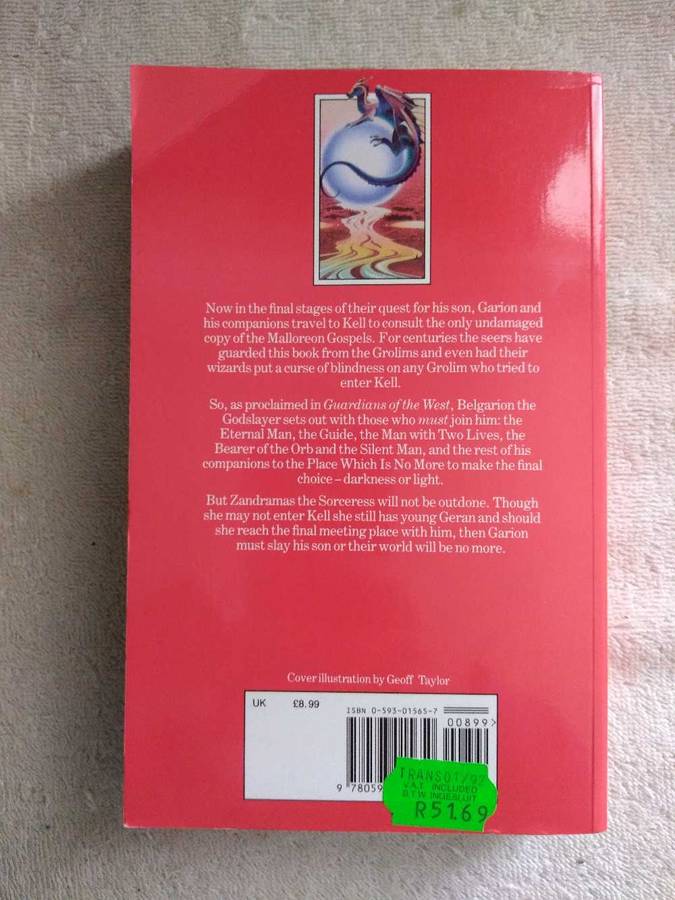 Now in the final stages of their quest for his son, Garion and
his companions travel to Kell to consult the only undamaged
copy of the Malloreon Gospels. For centuries the seers have
guarded this book from the Grolims and even had their
wizards put a curse of blindness on any Grolim who tried to
enter Kell.
So, as proclaimed in Guardians of the West, Belgarion the
Godslayer sets out with those who must join him: the
Eternal Man, the Guide, the Man with Two Lives, the
Bearer of the Orb and the Silent Man, and the rest of his
companions to the Place Which Is No More to make the final
choice – darkness or light.
But Zandramas the Sorceress will not be outdone. Though
she may not enter Kell she still has young Geran and should
she reach the final meeting place with him, then Garion
must slay his son or their world will be no more.
Cover illustration by Geoff Taylor
UK £8.99
ISBN 0-593-01565-7
00899>
9 78059
TRANS01/92
V.A.T. INCLUDED
B.T.W. INGESLUIT
R51.69